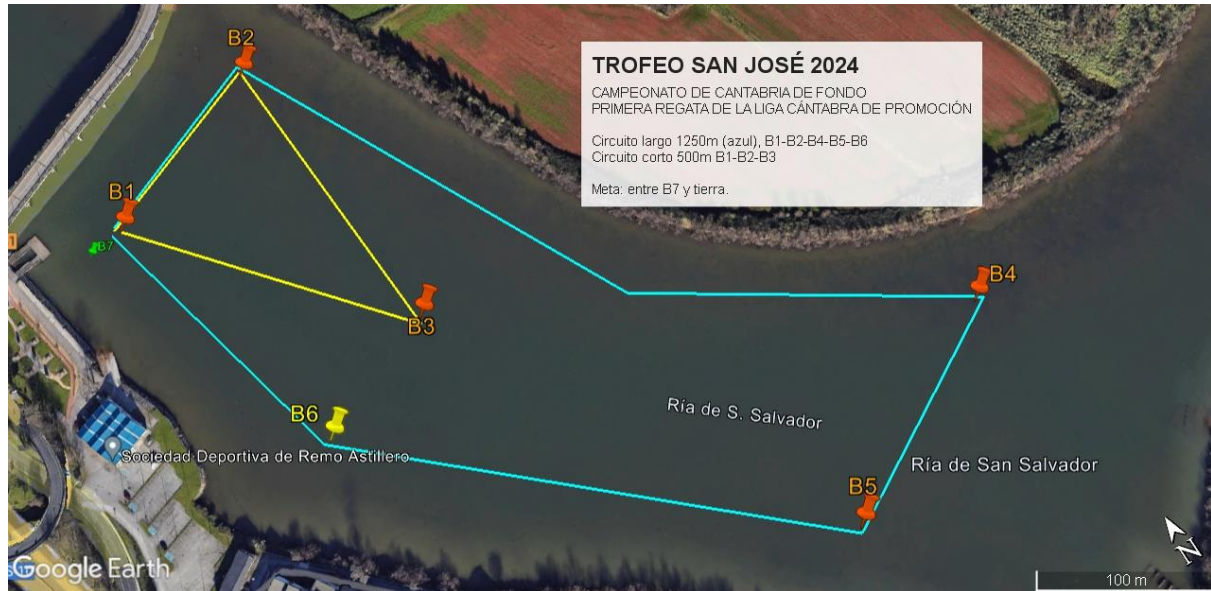 B2
TROFEO SAN JOSÉ 2024
CAMPEONATO DE CANTABRIA DE FONDO
PRIMERA REGATA DE LA LIGA CÁNTABRA DE PROMOCIÓN
Circuito largo 1250m (azul), B1-B2-B4-B5-B6
Circuito corto 500m B1-B2-B3
Meta: entre B7 y tierra.
B1
B7
1
B4
B3
B6
Ría de S. Salvador
Sociedad Deportiva de Remo Astillero
Ría de San Salvador
B5
N
Google Earth
100 m